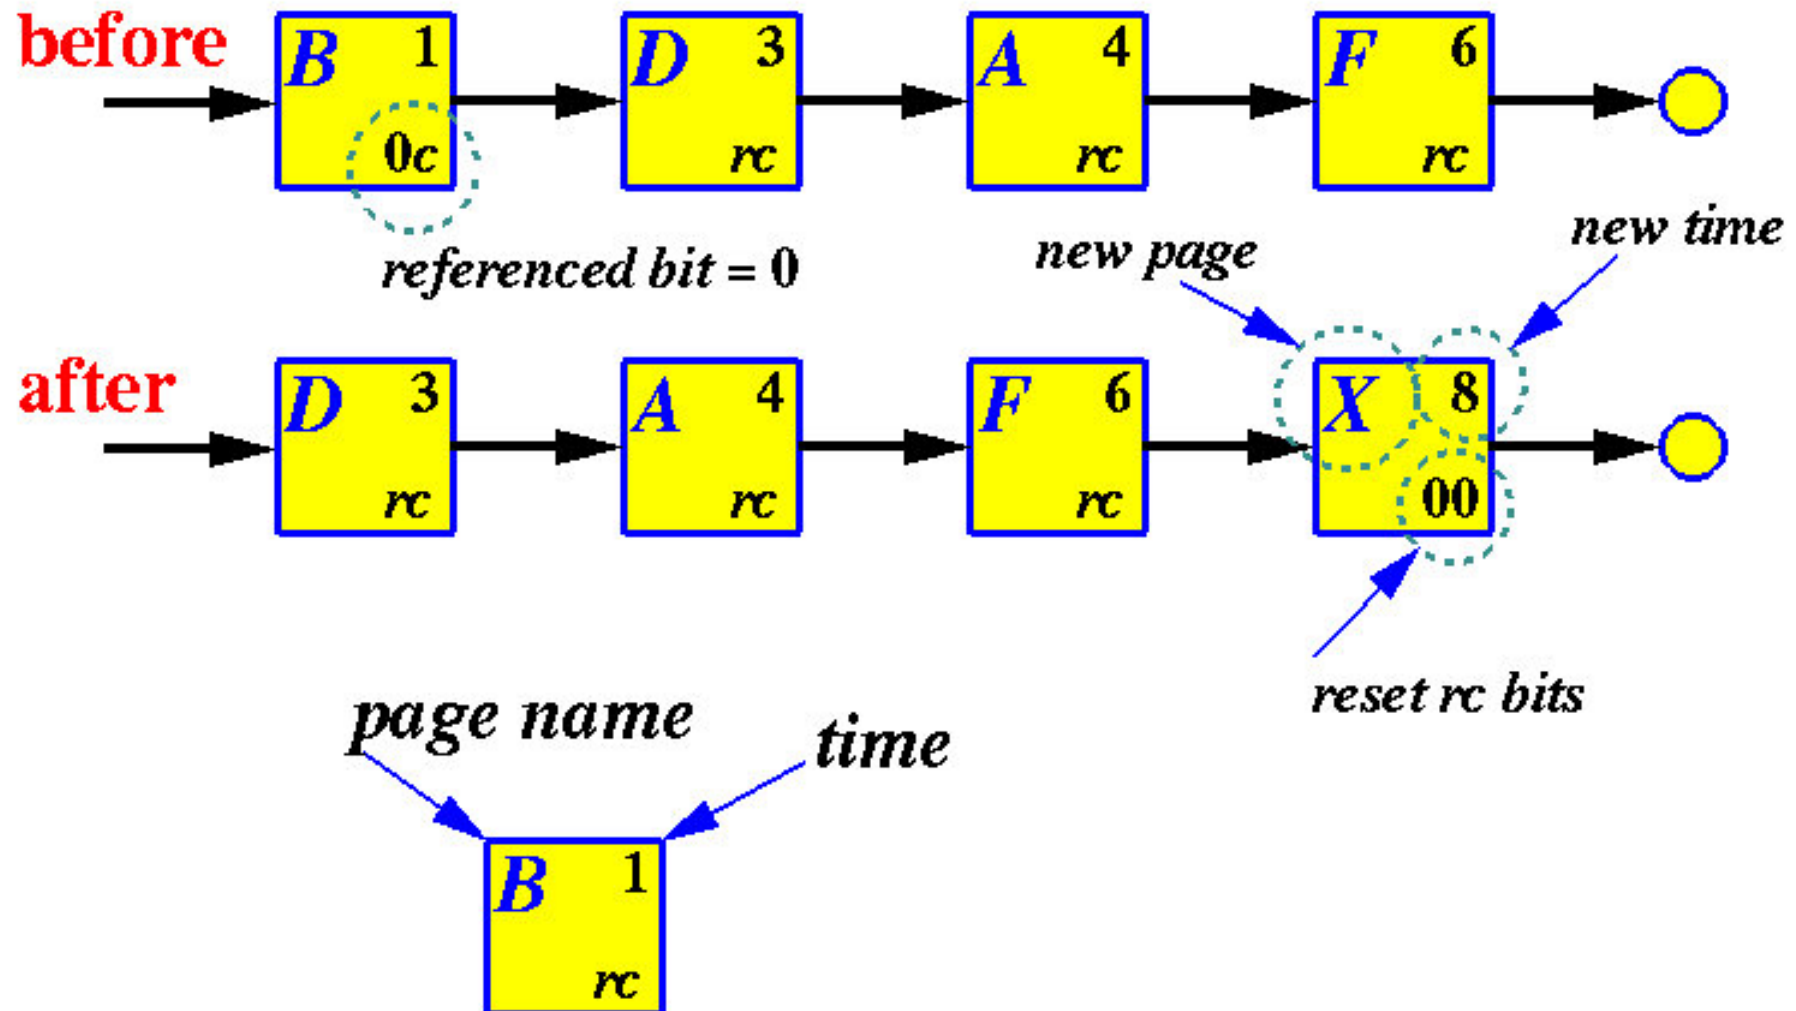 before
B 1
0c
D 3
rc
A 4
rc
F 6
rc
referenced bit = 0
new page
new time
after
D 3
rc
A 4
rc
F 6
rc
X 8
00
reset rc bits
page name
time
B 1
rc